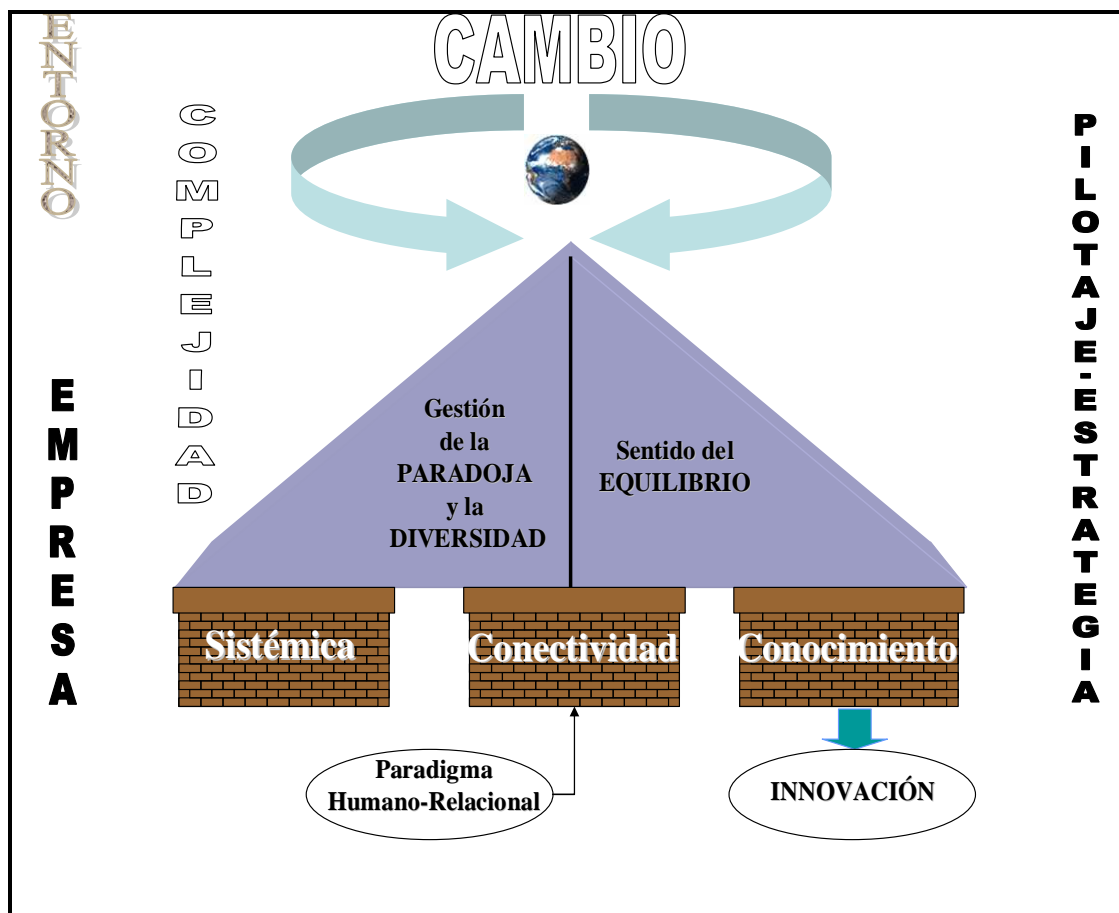 CAMBIO
ENTORNO
COMPLEJIDAD
PILOTAJE-ESTRATEGIA
EMPRESA
Gestión
de la
PARADOJA
y la
DIVERSIDAD
Sentido del
EQUILIBRIO
Sistémica
Conectividad
Conocimiento
Paradigma
Humano-Relacional
INNOVACIÓN